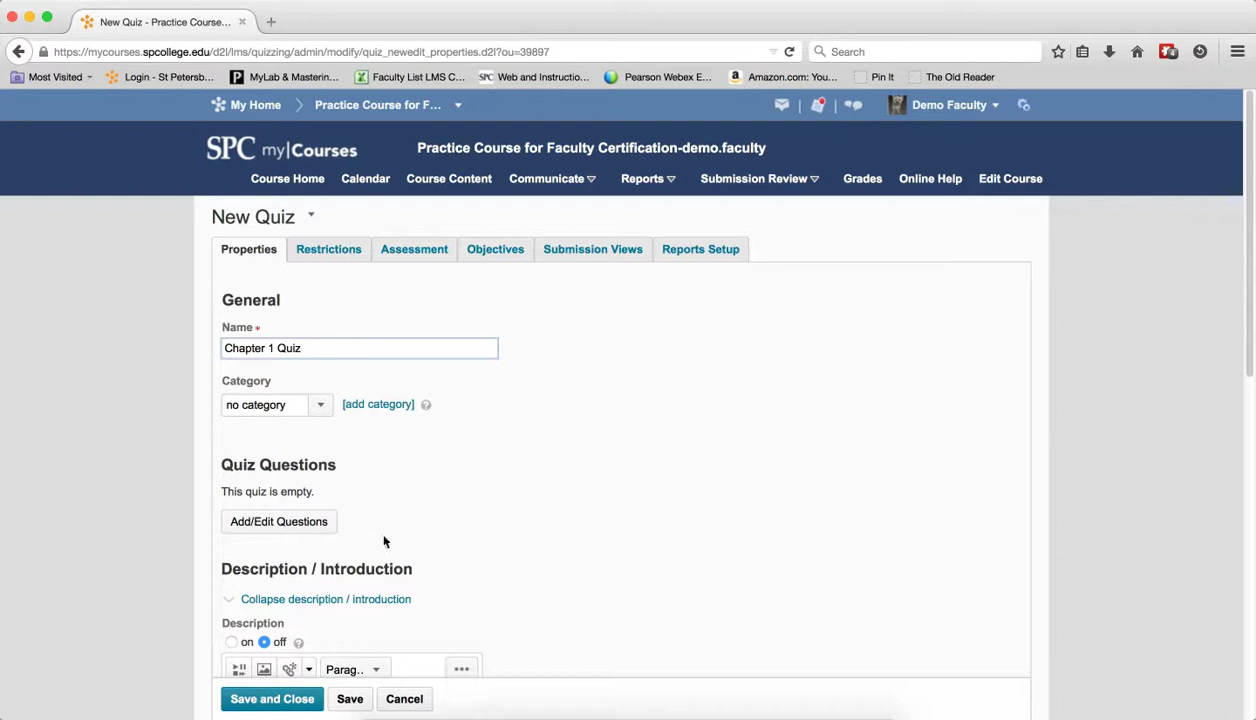 New Quiz - Practice Course...
https://mycourses.spcollege.edu/d2l/lms/quizzing/admin/modify/quiz_newedit_properties.d2l?ou=39897
Search
Most Visited
Login - St Petersb...
MyLab & Mastering...
Faculty List LMS C...
SPC Web and Instructio...
Pearson Webex E...
Amazon.com: You...
Pin It
The Old Reader
My Home
Practice Course for F...
Demo Faculty
SPC my|Courses
Practice Course for Faculty Certification-demo.faculty
Course Home
Calendar
Course Content
Communicate
Reports
Submission Review
Grades
Online Help
Edit Course
New Quiz
Properties
Restrictions
Assessment
Objectives
Submission Views
Reports Setup
General
Name *
Chapter 1 Quiz
Category
no category
[add category]
Quiz Questions
This quiz is empty.
Add/Edit Questions
Description / Introduction
Collapse description / introduction
Description
on off
Parag..
Save and Close
Save
Cancel